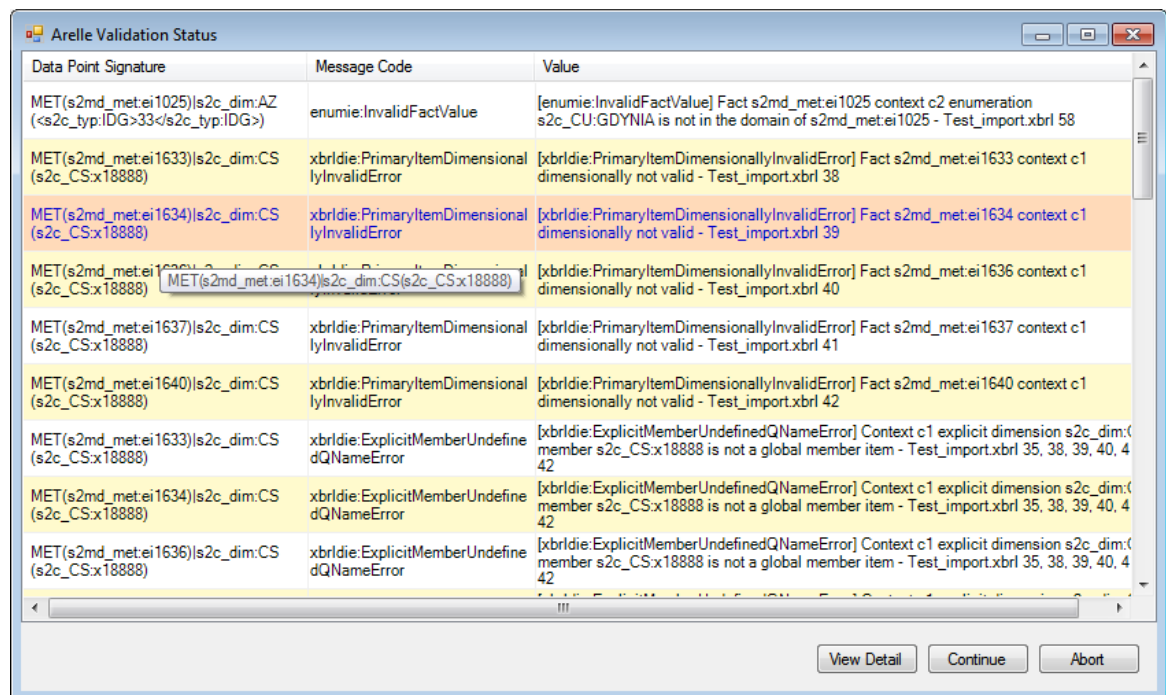 Arelle Validation Status
Data Point Signature Message Code Value
MET(s2md_met:ei1025)|s2c_dim:AZ
(<s2c_typ:IDG>33</s2c_typ:IDG>)
enumie:InvalidFactValue
[enumie:InvalidFactValue] Fact s2md_met:ei1025 context c2 enumeration
s2c_CU:GDYNIA is not in the domain of s2md_met:ei1025 - Test_import.xbrl 58
MET(s2md_met:ei1633)|s2c_dim:CS
(s2c_CS:x18888)
xbrldie:PrimaryItemDimensional
lyInvalidError
[xbrldie:PrimaryItemDimensionallyInvalidError] Fact s2md_met:ei1633 context c1
dimensionally not valid - Test_import.xbrl 38
MET(s2md_met:ei1634)|s2c_dim:CS
(s2c_CS:x18888)
xbrldie:PrimaryItemDimensional
lyInvalidError
[xbrldie:PrimaryItemDimensionallyInvalidError] Fact s2md_met:ei1634 context c1
dimensionally not valid - Test_import.xbrl 39
(s2c_CS:x18888)
MET(s2md_met:ei1634)|s2c_dim:CS(s2c_CS:x18888)
[xbrldie:PrimaryItemDimensionallyInvalidError] Fact s2md_met:ei1636 context c1
dimensionally not valid - Test_import.xbrl 40
MET(s2md_met:ei1637)|s2c_dim:CS
(s2c_CS:x18888)
xbrldie:PrimaryItemDimensional
lyInvalidError
[xbrldie:PrimaryItemDimensionallyInvalidError] Fact s2md_met:ei1637 context c1
dimensionally not valid - Test_import.xbrl 41
MET(s2md_met:ei1640)|s2c_dim:CS
(s2c_CS:x18888)
xbrldie:PrimaryItemDimensional
lyInvalidError
[xbrldie:PrimaryItemDimensionallyInvalidError] Fact s2md_met:ei1640 context c1
dimensionally not valid - Test_import.xbrl 42
MET(s2md_met:ei1633)|s2c_dim:CS
(s2c_CS:x18888)
xbrldie:ExplicitMemberUndefine
dQNameError
[xbrldie:ExplicitMemberUndefinedQNameError] Context c1 explicit dimension s2c_dim:C
member s2c_CS:x18888 is not a global member item - Test_import.xbrl 35, 38, 39, 40, 4
42
MET(s2md_met:ei1634)|s2c_dim:CS
(s2c_CS:x18888)
xbrldie:ExplicitMemberUndefine
dQNameError
[xbrldie:ExplicitMemberUndefinedQNameError] Context c1 explicit dimension s2c_dim:C
member s2c_CS:x18888 is not a global member item - Test_import.xbrl 35, 38, 39, 40, 4
42
MET(s2md_met:ei1636)|s2c_dim:CS
(s2c_CS:x18888)
xbrldie:ExplicitMemberUndefine
dQNameError
[xbrldie:ExplicitMemberUndefinedQNameError] Context c1 explicit dimension s2c_dim:C
member s2c_CS:x18888 is not a global member item - Test_import.xbrl 35, 38, 39, 40, 4
42
View Detail Continue Abort